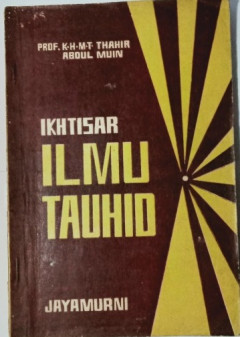 PROF. K·H·M·T THAHIR
ABDUL MUIN
IKHTISAR
ILMU
TAUHID
JAYAMURNI